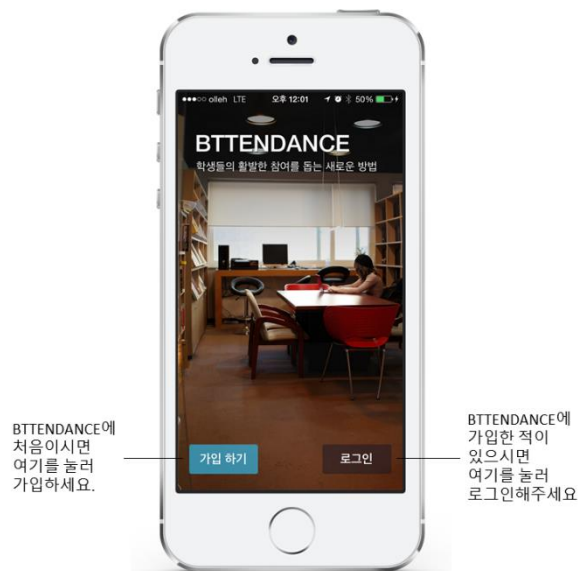 olleh LTE 오후 12:01 50%
BTTENDANCE
학생들의 활발한 참여를 돕는 새로운 방법
BTTENDANCE에
처음이시면
여기를 눌러
가입하세요.
가입 하기
로그인
BTTENDANCE에
가입한 적이
있으시면
여기를 눌러
로그인해주세요